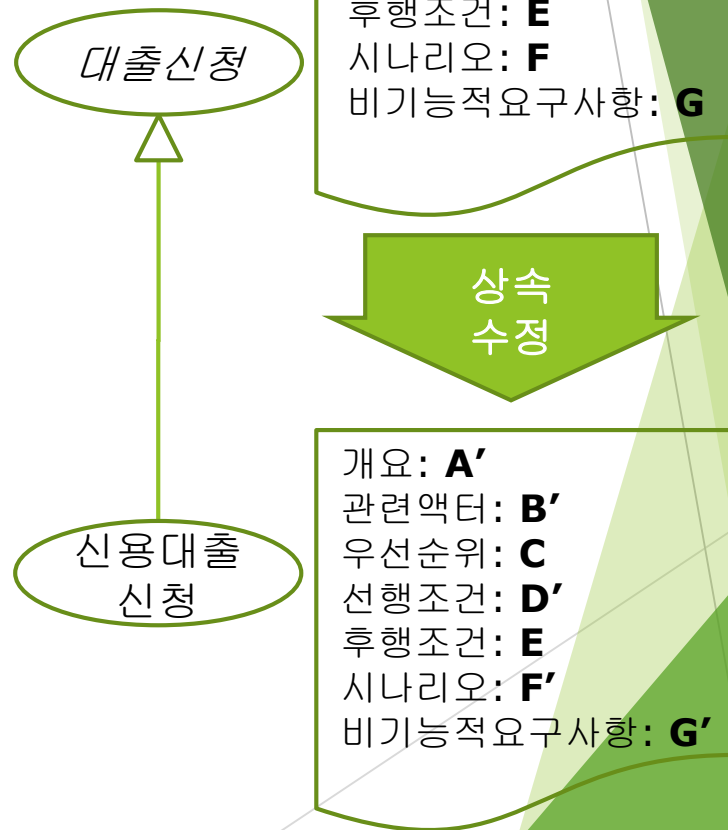 후행조건: E
시나리오: F
비기능적요구사항: G
대출신청
상속
수정
개요: A′
관련액터: B′
우선순위: C
선행조건: D′
후행조건: E
시나리오: F′
비기능적요구사항: G′
신용대출
신청